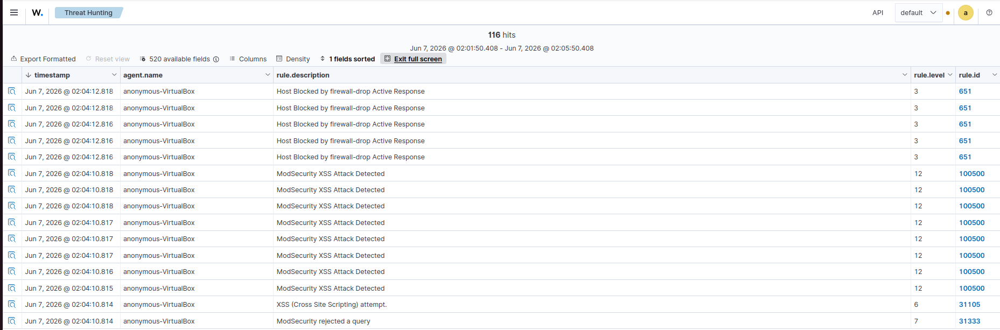 W. Threat Hunting API default a
116 hits
Jun 7, 2026 @ 02:01:50.408 - Jun 7, 2026 @ 02:05:50.408
Export Formatted Reset view 520 available fields Columns Density 1 fields sorted Exit full screen
timestamp agent.name rule.description rule.level rule.id
Jun 7, 2026 @ 02:04:12.818 anonymous-VirtualBox Host Blocked by firewall-drop Active Response 3 651
Jun 7, 2026 @ 02:04:12.818 anonymous-VirtualBox Host Blocked by firewall-drop Active Response 3 651
Jun 7, 2026 @ 02:04:12.816 anonymous-VirtualBox Host Blocked by firewall-drop Active Response 3 651
Jun 7, 2026 @ 02:04:12.816 anonymous-VirtualBox Host Blocked by firewall-drop Active Response 3 651
Jun 7, 2026 @ 02:04:12.816 anonymous-VirtualBox Host Blocked by firewall-drop Active Response 3 651
Jun 7, 2026 @ 02:04:10.818 anonymous-VirtualBox ModSecurity XSS Attack Detected 12 100500
Jun 7, 2026 @ 02:04:10.818 anonymous-VirtualBox ModSecurity XSS Attack Detected 12 100500
Jun 7, 2026 @ 02:04:10.818 anonymous-VirtualBox ModSecurity XSS Attack Detected 12 100500
Jun 7, 2026 @ 02:04:10.817 anonymous-VirtualBox ModSecurity XSS Attack Detected 12 100500
Jun 7, 2026 @ 02:04:10.817 anonymous-VirtualBox ModSecurity XSS Attack Detected 12 100500
Jun 7, 2026 @ 02:04:10.817 anonymous-VirtualBox ModSecurity XSS Attack Detected 12 100500
Jun 7, 2026 @ 02:04:10.816 anonymous-VirtualBox ModSecurity XSS Attack Detected 12 100500
Jun 7, 2026 @ 02:04:10.815 anonymous-VirtualBox ModSecurity XSS Attack Detected 12 100500
Jun 7, 2026 @ 02:04:10.814 anonymous-VirtualBox XSS (Cross Site Scripting) attempt. 6 31105
Jun 7, 2026 @ 02:04:10.814 anonymous-VirtualBox ModSecurity rejected a query 7 31333